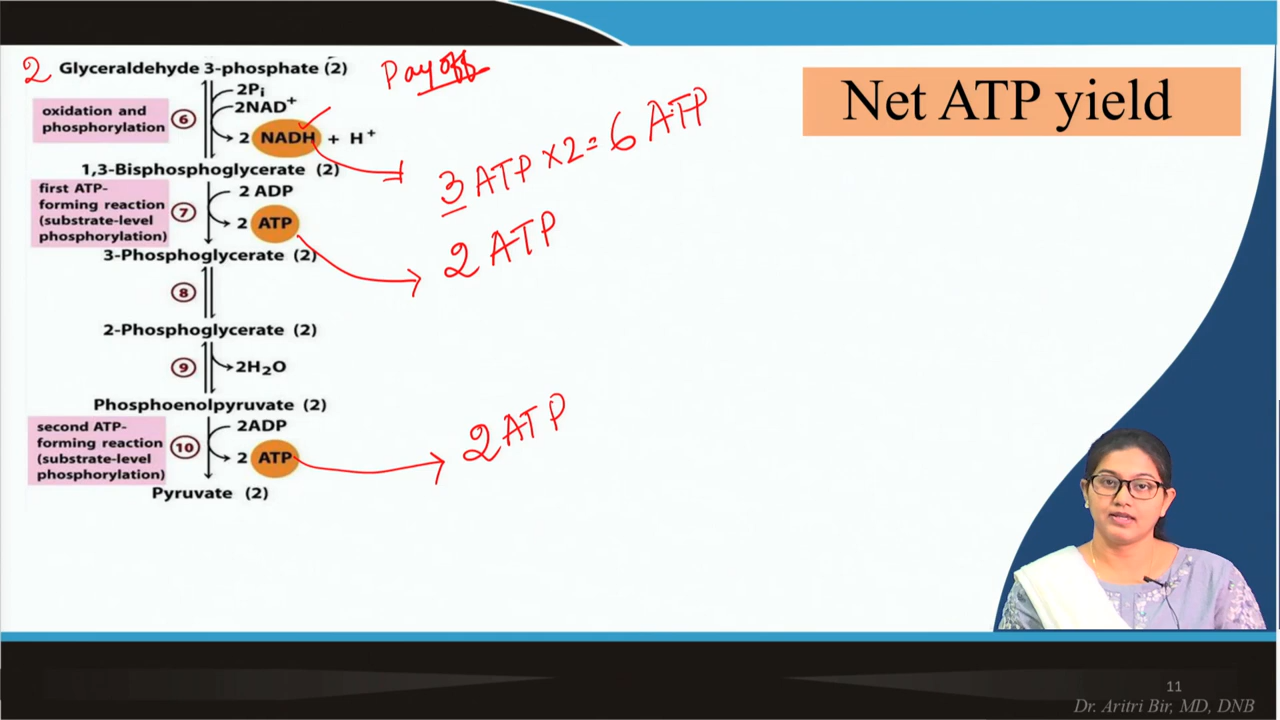 Net ATP yield
2 Glyceraldehyde 3-phosphate (2)
Payoff
2Pi
2NAD+
oxidation and
phosphorylation
6
2 NADH + H+
3 ATP x 2 = 6 ATP
1,3-Bisphosphoglycerate (2)
first ATP-
forming reaction
(substrate-level
phosphorylation)
7
2 ADP
2 ATP
2 ATP
3-Phosphoglycerate (2)
8
2-Phosphoglycerate (2)
9
2H2O
Phosphoenolpyruvate (2)
second ATP-
forming reaction
(substrate-level
phosphorylation)
10
2ADP
2 ATP
2 ATP
Pyruvate (2)
11
Dr. Aritri Bir, MD, DNB